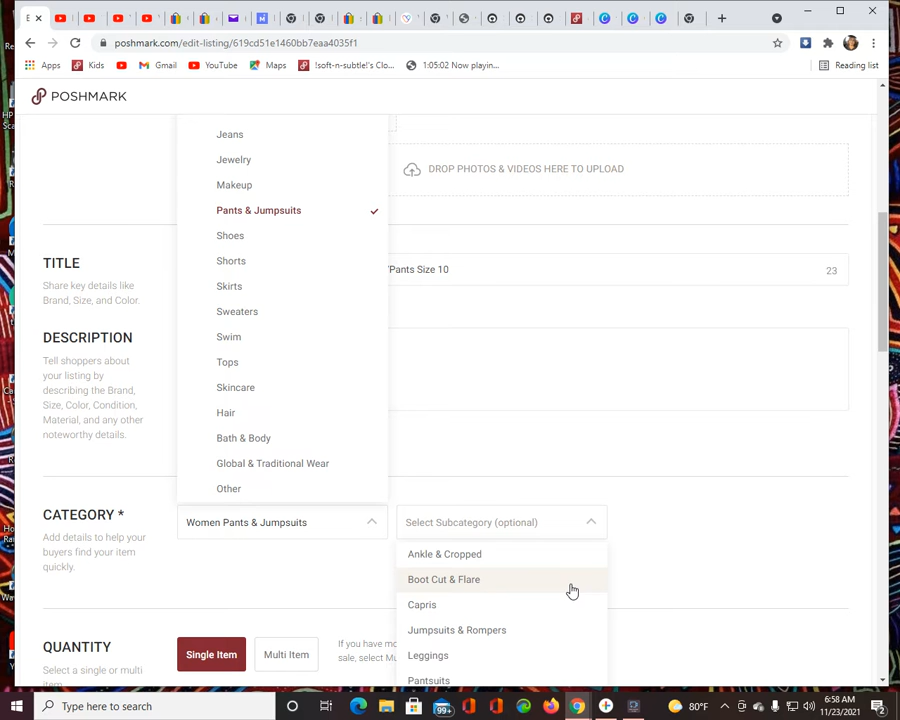 E
poshmark.com/edit-listing/619cd51e1460bb7eaa4035f1
Apps
Kids
Gmail
YouTube
Maps
!soft-n-subtle!'s Clo...
1:05:02 Now playin...
Reading list
POSHMARK
Jeans
Jewelry
Makeup
Pants & Jumpsuits
Shoes
Shorts
Skirts
Sweaters
Swim
Tops
Skincare
Hair
Bath & Body
Global & Traditional Wear
Other
DROP PHOTOS & VIDEOS HERE TO UPLOAD
TITLE
Share key details like
Brand, Size, and Color.
/Pants Size 10
23
DESCRIPTION
Tell shoppers about
your listing by
describing the Brand,
Size, Color, Condition,
Material, and any other
noteworthy details.
CATEGORY *
Add details to help your
buyers find your item
quickly.
Women Pants & Jumpsuits
Select Subcategory (optional)
Ankle & Cropped
Boot Cut & Flare
Capris
Jumpsuits & Rompers
Leggings
Pantsuits
QUANTITY
Select a single or multi
item
Single Item
Multi Item
If you have mo
sale, select Mu
Type here to search
99+
80°F
6:58 AM
11/23/2021
2